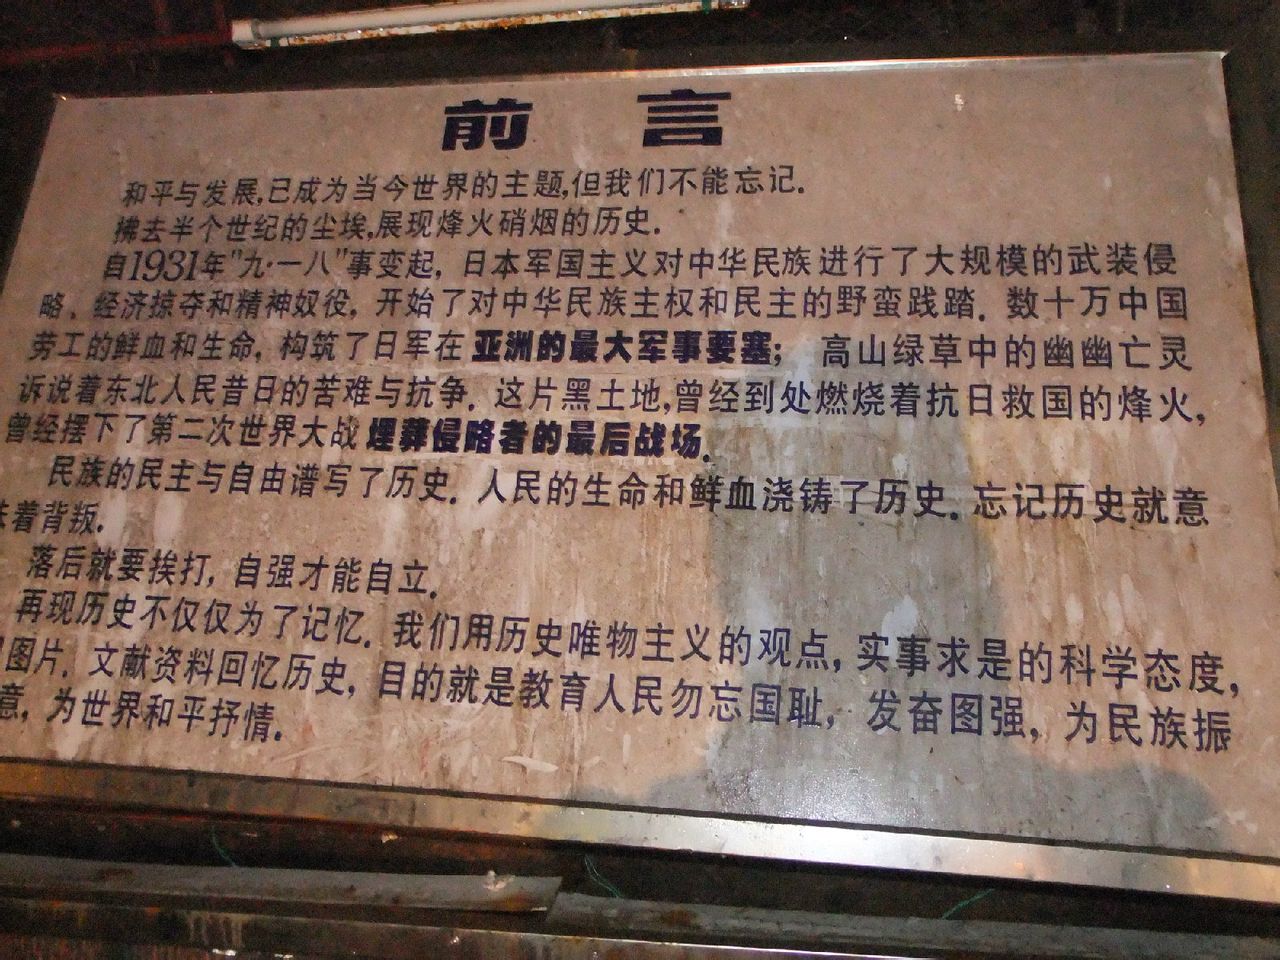 前言
和平与发展,已成为当今世界的主题,但我们不能忘记.
拂去半个世纪的尘埃,展现烽火硝烟的历史.
自1931年"九·一八"事变起,日本军国主义对中华民族进行了大规模的武装侵
略、经济掠夺和精神奴役,开始了对中华民族主权和民主的野蛮践踏.数十万中国
劳工的鲜血和生命,构筑了日军在亚洲的最大军事要塞;高山绿草中的幽幽亡灵
诉说着东北人民昔日的苦难与抗争.这片黑土地,曾经到处燃烧着抗日救国的烽火,
曾经摆下了第二次世界大战埋葬侵略者的最后战场.
民族的民主与自由谱写了历史.人民的生命和鲜血浇铸了历史.忘记历史就意
着背叛.
落后就要挨打,自强才能自立.
再现历史不仅仅为了记忆.我们用历史唯物主义的观点,实事求是的科学态度,
图片.文献资料回忆历史,目的就是教育人民勿忘国耻,发奋图强,为民族振
意,为世界和平抒情.